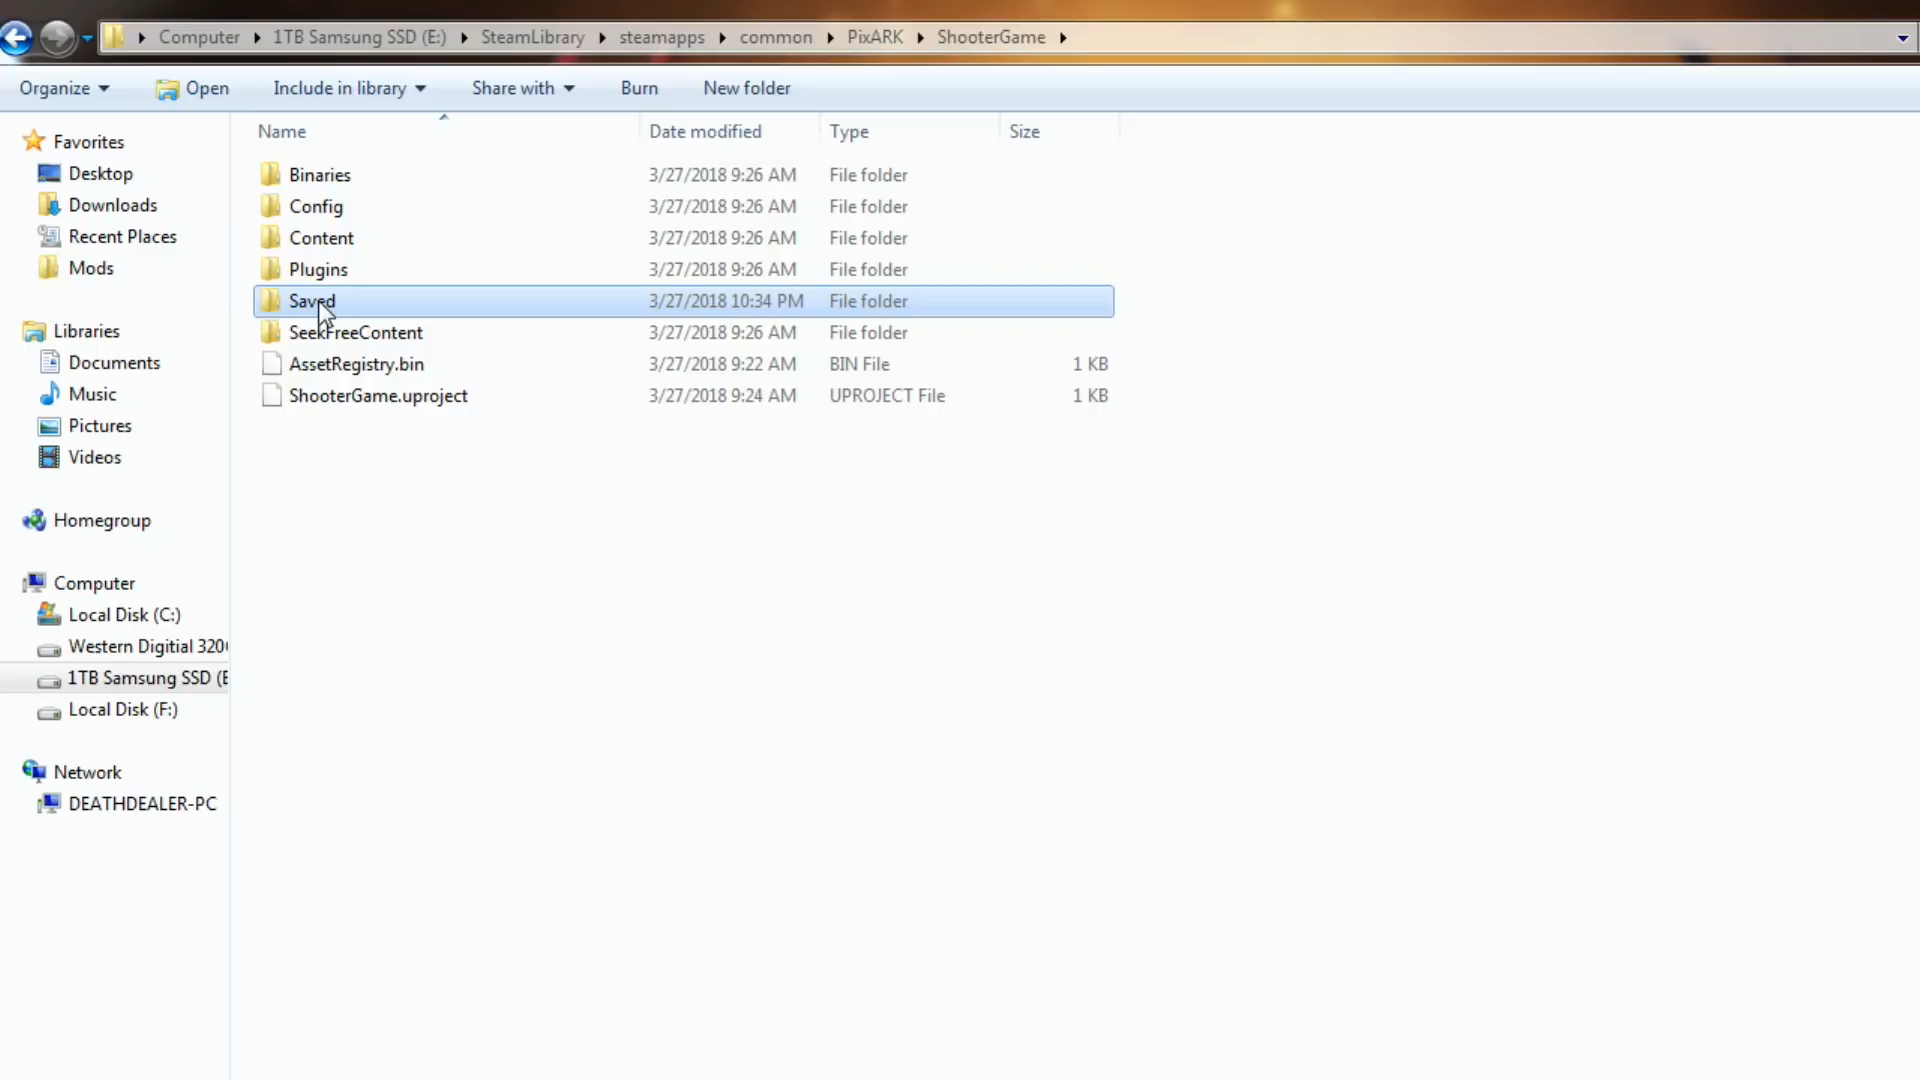 Computer 1TB Samsung SSD (E:) SteamLibrary steamapps common PixARK ShooterGame
Organize Open Include in library Share with Burn New folder
Name Date modified Type Size
Favorites
Desktop
Downloads
Recent Places
Mods
Libraries
Documents
Music
Pictures
Videos
Homegroup
Computer
Local Disk (C:)
Western Digitial 320
1TB Samsung SSD (E
Local Disk (F:)
Network
DEATHDEALER-PC
Binaries 3/27/2018 9:26 AM File folder
Config 3/27/2018 9:26 AM File folder
Content 3/27/2018 9:26 AM File folder
Plugins 3/27/2018 9:26 AM File folder
Saved 3/27/2018 10:34 PM File folder
SeekFreeContent 3/27/2018 9:26 AM File folder
AssetRegistry.bin 3/27/2018 9:22 AM BIN File 1 KB
ShooterGame.uproject 3/27/2018 9:24 AM UPROJECT File 1 KB